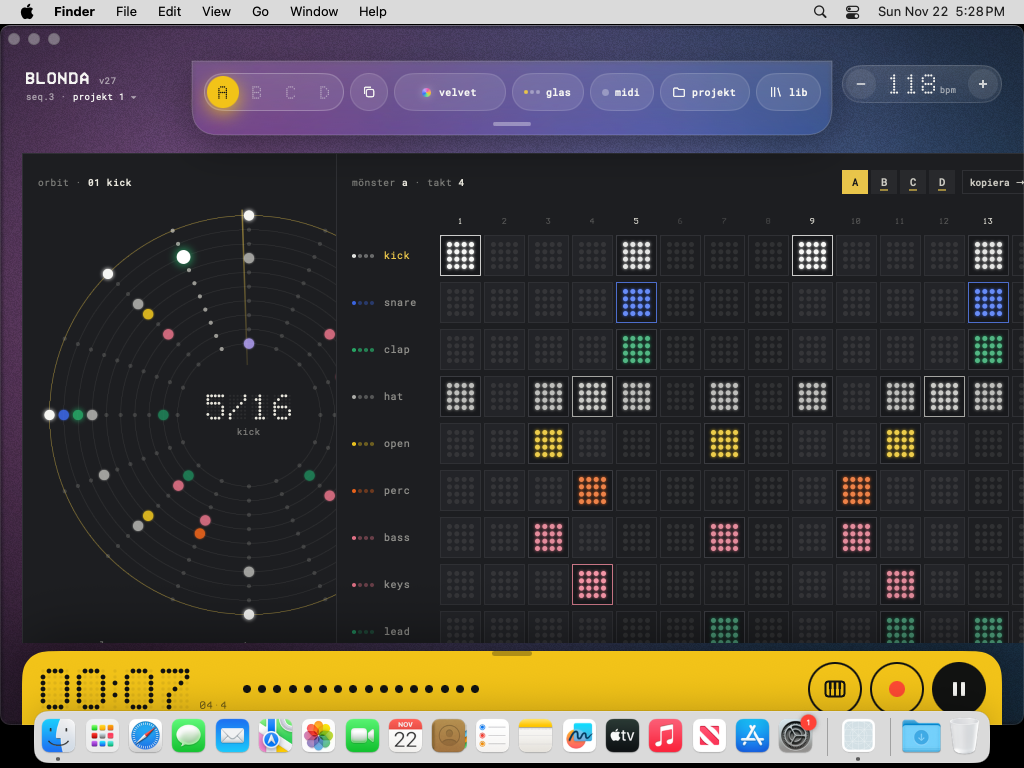 Finder File Edit View Go Window Help Sun Nov 22 5:28 PM
BLONDA v27
seq.3 · projekt 1
A B C D velvet glas midi projekt lib
118 bpm
orbit · 01 kick
mönster a · takt 4
A B C D kopiera →
1 2 3 4 5 6 7 8 9 10 11 12 13
kick
snare
clap
hat
open
perc
bass
keys
lead
5/16
kick
00:07
04·4
NOV
22
tv
1